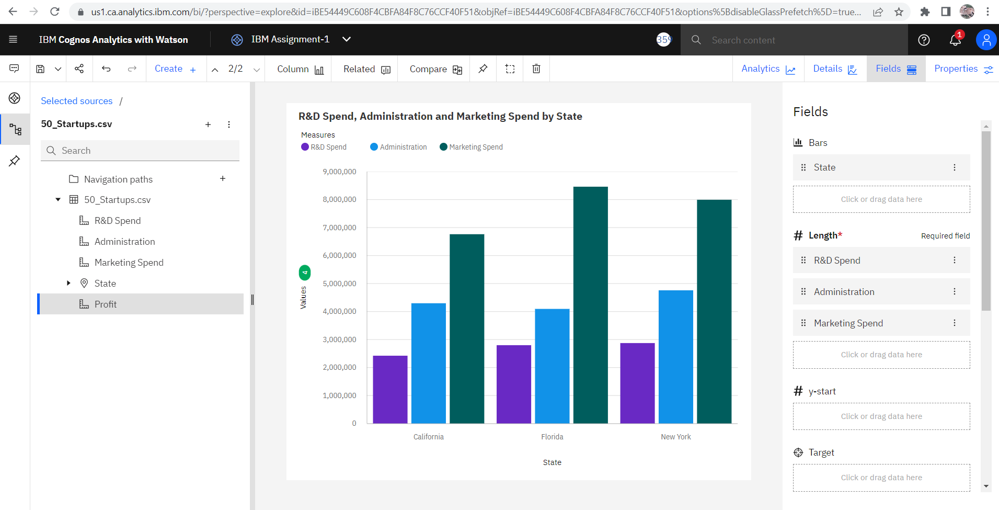 us1.ca.analytics.ibm.com/bi/?perspective=explore&id=iBE54449C608F4CBFA84F8C76CCF40F51&objRef=iBE54449C608F4CBFA84F8C76CCF40F51&options%5BdisableGlassPrefetch%5D=true...
IBM Cognos Analytics with Watson
IBM Assignment-1
359
Search content
1
Create
2/2
Column
Related
Compare
Analytics
Details
Fields
Properties
Selected sources /
50_Startups.csv
Search
Navigation paths
50_Startups.csv
R&D Spend
Administration
Marketing Spend
State
Profit
R&D Spend, Administration and Marketing Spend by State
Measures
R&D Spend
Administration
Marketing Spend
9,000,000
8,000,000
7,000,000
6,000,000
5,000,000
4,000,000
3,000,000
2,000,000
1,000,000
0
Values
4
California
Florida
New York
State
Fields
Bars
State
Click or drag data here
Length*
Required field
R&D Spend
Administration
Marketing Spend
Click or drag data here
y-start
Click or drag data here
Target
Click or drag data here